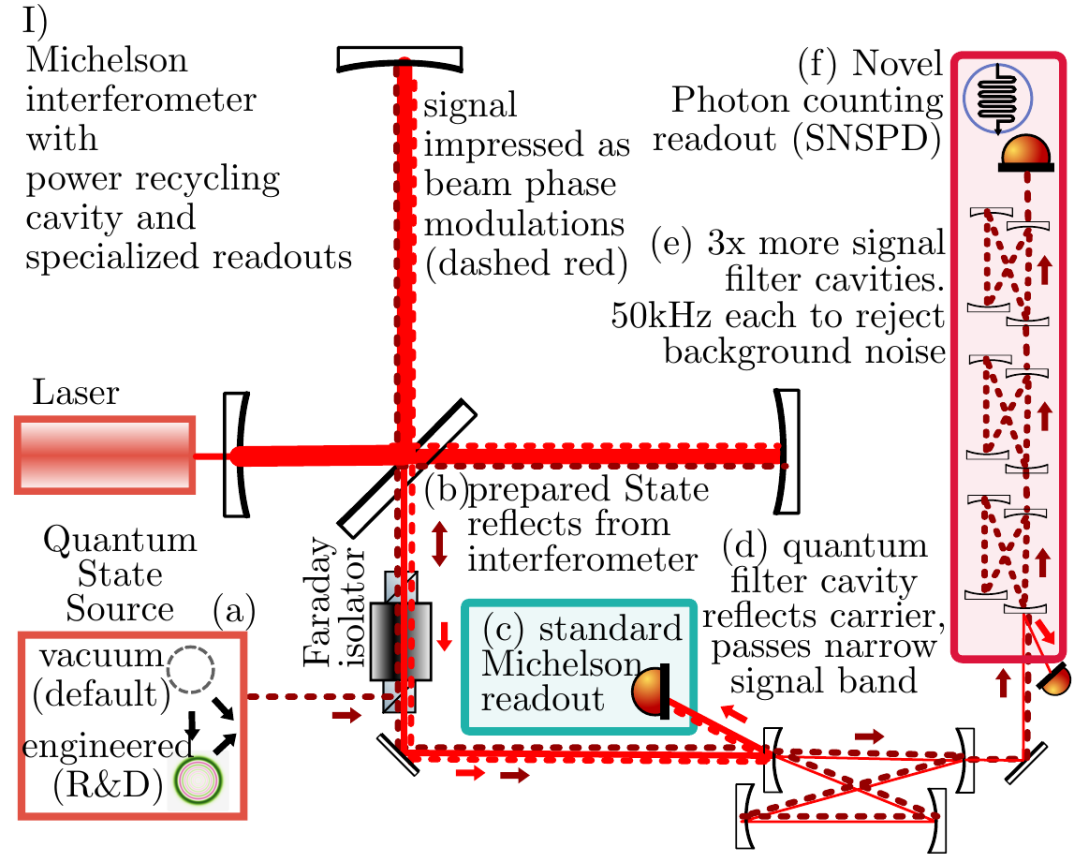 I)
Michelson
interferometer
with
power recycling
cavity and
specialized readouts
signal
impressed as
beam phase
modulations
(dashed red)
(f) Novel
Photon counting
readout (SNSPD)
(e) 3x more signal
filter cavities.
50kHz each to reject
background noise
Laser
(b)prepared State
reflects from
interferometer
Quantum
State
Source
(a)
vacuum
(default)
engineered
(R&D)
Faraday
isolator
(c) standard
Michelson
readout
(d) quantum
filter cavity
reflects carrier,
passes narrow
signal band